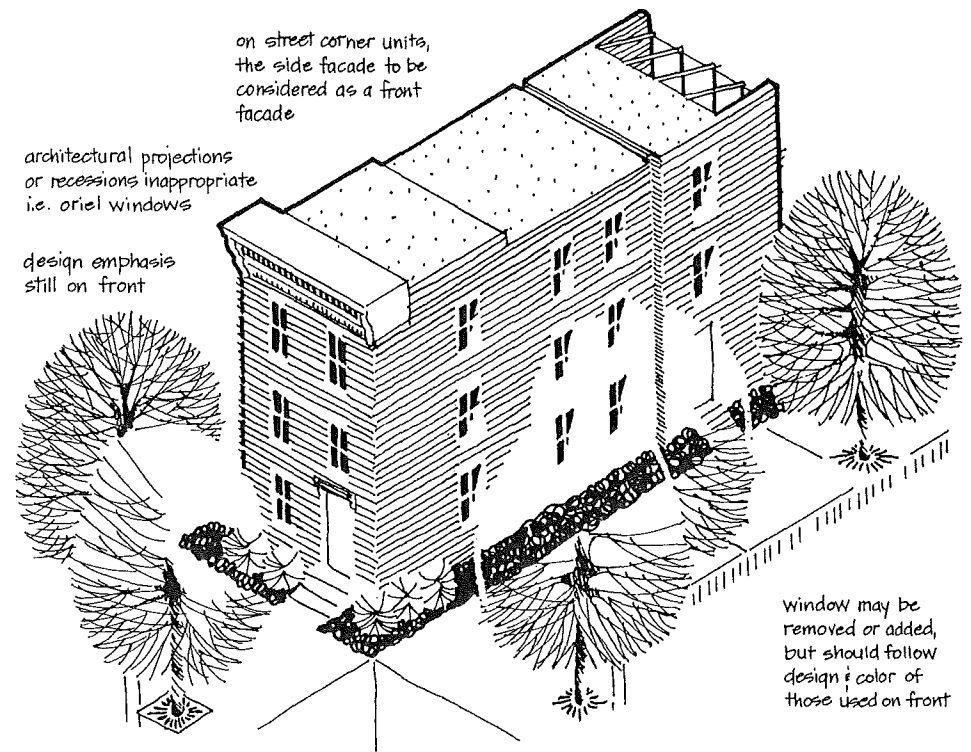 on street corner units,
the side facade to be
considered as a front
facade
architectural projections
or recessions inappropriate
i.e. oriel windows
design emphasis
still on front
window may be
removed or added,
but should follow
design & color of
those used on front